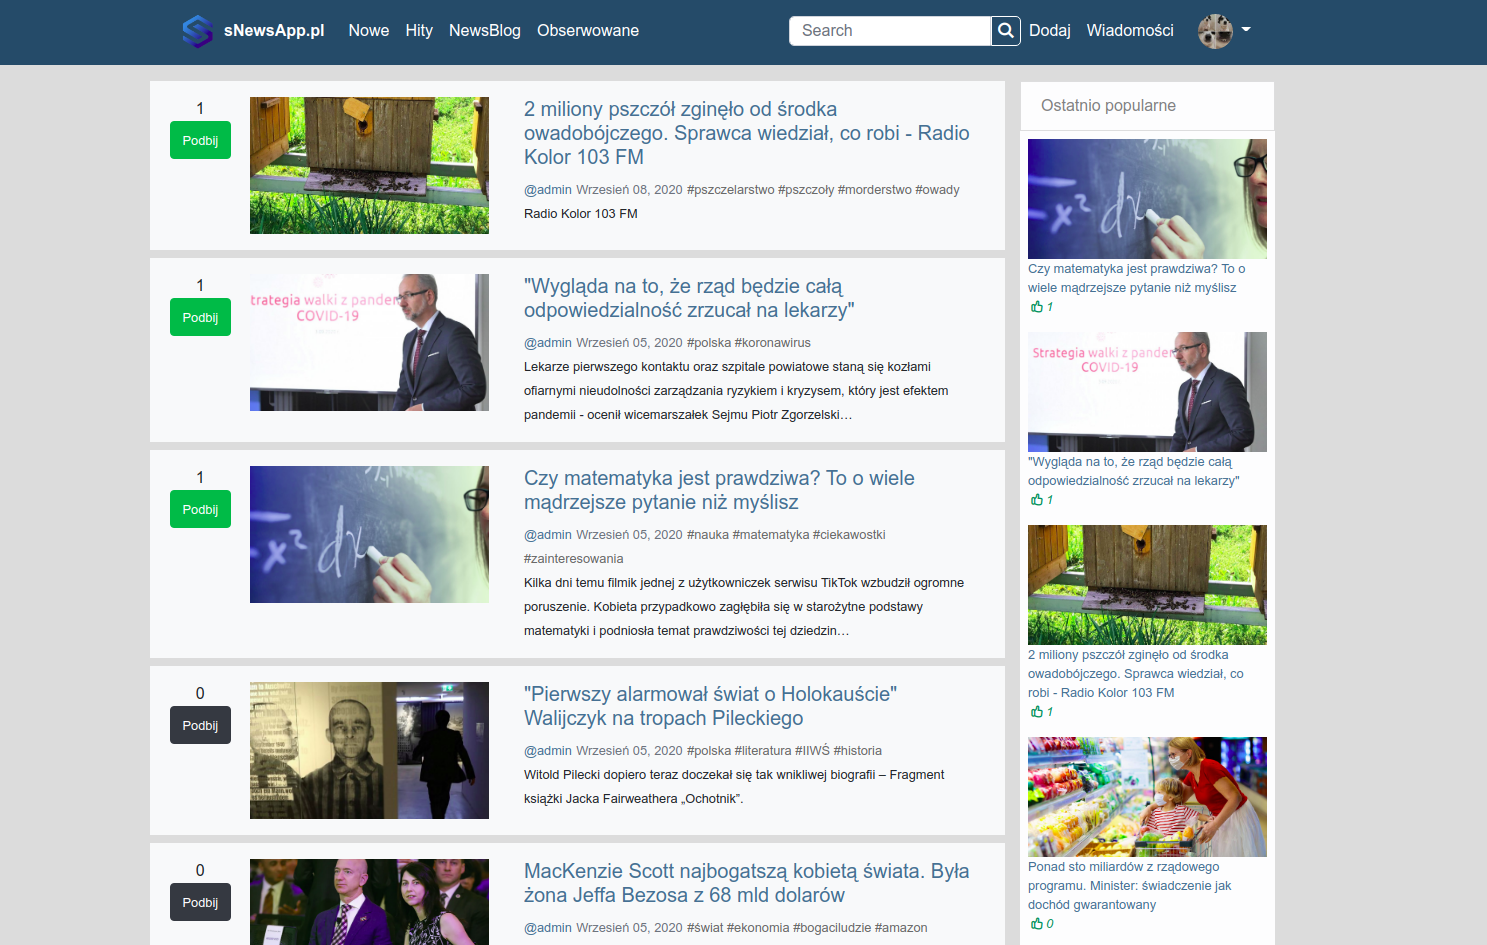 sNewsApp.pl Nowe Hity NewsBlog Obserwowane Search Dodaj Wiadomości
1
Podbij
2 miliony pszczół zginęło od środka
owadobójczego. Sprawca wiedział, co robi - Radio
Kolor 103 FM
@admin Wrzesień 08, 2020 #pszczelarstwo #pszczoły #morderstwo #owady
Radio Kolor 103 FM
1
Podbij
strategia walki z pandem
COVID-19
"Wygląda na to, że rząd będzie całą
odpowiedzialność zrzucał na lekarzy"
@admin Wrzesień 05, 2020 #polska #koronawirus
Lekarze pierwszego kontaktu oraz szpitale powiatowe staną się kozłami
ofiarnymi nieudolności zarządzania ryzykiem i kryzysem, który jest efektem
pandemii - ocenił wicemarszałek Sejmu Piotr Zgorzelski…
1
Podbij
x² dx
Czy matematyka jest prawdziwa? To o wiele
mądrzejsze pytanie niż myślisz
@admin Wrzesień 05, 2020 #nauka #matematyka #ciekawostki
#zainteresowania
Kilka dni temu filmik jednej z użytkowniczek serwisu TikTok wzbudził ogromne
poruszenie. Kobieta przypadkowo zagłębiła się w starożytne podstawy
matematyki i podniosła temat prawdziwości tej dziedzin…
0
Podbij
"Pierwszy alarmował świat o Holokauście"
Walijczyk na tropach Pileckiego
@admin Wrzesień 05, 2020 #polska #literatura #IIWŚ #historia
Witold Pilecki dopiero teraz doczekał się tak wnikliwej biografii – Fragment
książki Jacka Fairweathera „Ochotnik”.
0
Podbij
MacKenzie Scott najbogatszą kobietą świata. Była
żona Jeffa Bezosa z 68 mld dolarów
@admin Wrzesień 05, 2020 #świat #ekonomia #bogaciludzie #amazon
Ostatnio popularne
x² dx
Czy matematyka jest prawdziwa? To o
wiele mądrzejsze pytanie niż myślisz
1
Strategia walki z pandem
COVID-19
"Wygląda na to, że rząd będzie całą
odpowiedzialność zrzucał na lekarzy"
1
2 miliony pszczół zginęło od środka
owadobójczego. Sprawca wiedział, co
robi - Radio Kolor 103 FM
1
Ponad sto miliardów z rządowego
programu. Minister: świadczenie jak
dochód gwarantowany
0